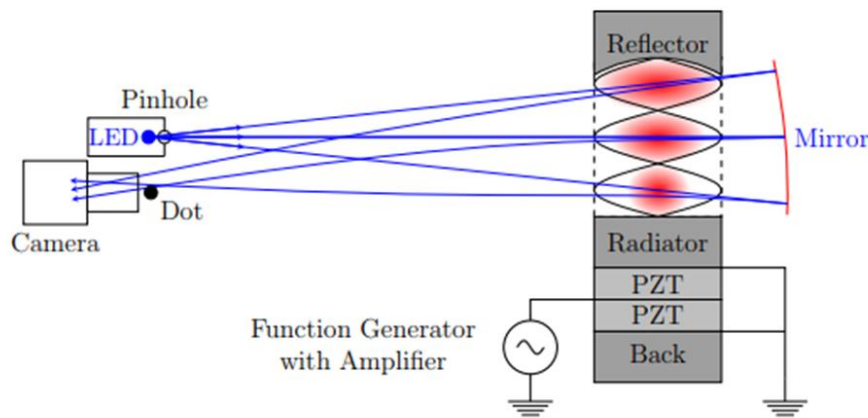 Reflector
Pinhole
LED
Mirror
Dot
Camera
Radiator
PZT
PZT
Function Generator
with Amplifier
Back